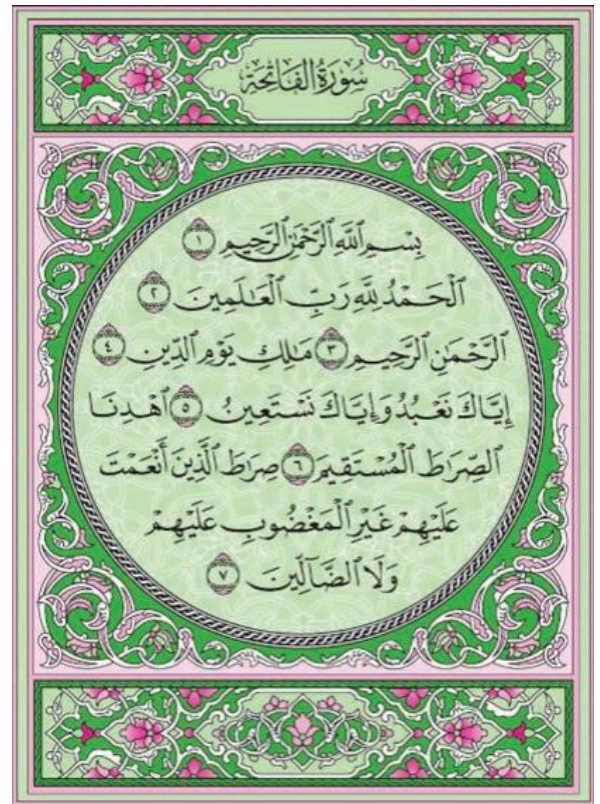 سُورَةُ الْفَاتِحَةِ
بِسْمِ ٱللَّهِ ٱلرَّحْمَٰنِ ٱلرَّحِيمِ ١
ٱلْحَمْدُ لِلَّهِ رَبِّ ٱلْعَٰلَمِينَ ٢
ٱلرَّحْمَٰنِ ٱلرَّحِيمِ ٣ مَٰلِكِ يَوْمِ ٱلدِّينِ ٤
إِيَّاكَ نَعْبُدُ وَإِيَّاكَ نَسْتَعِينُ ٥ ٱهْدِنَا
ٱلصِّرَٰطَ ٱلْمُسْتَقِيمَ ٦ صِرَٰطَ ٱلَّذِينَ أَنْعَمْتَ
عَلَيْهِمْ غَيْرِ ٱلْمَغْضُوبِ عَلَيْهِمْ
وَلَا ٱلضَّآلِّينَ ٧